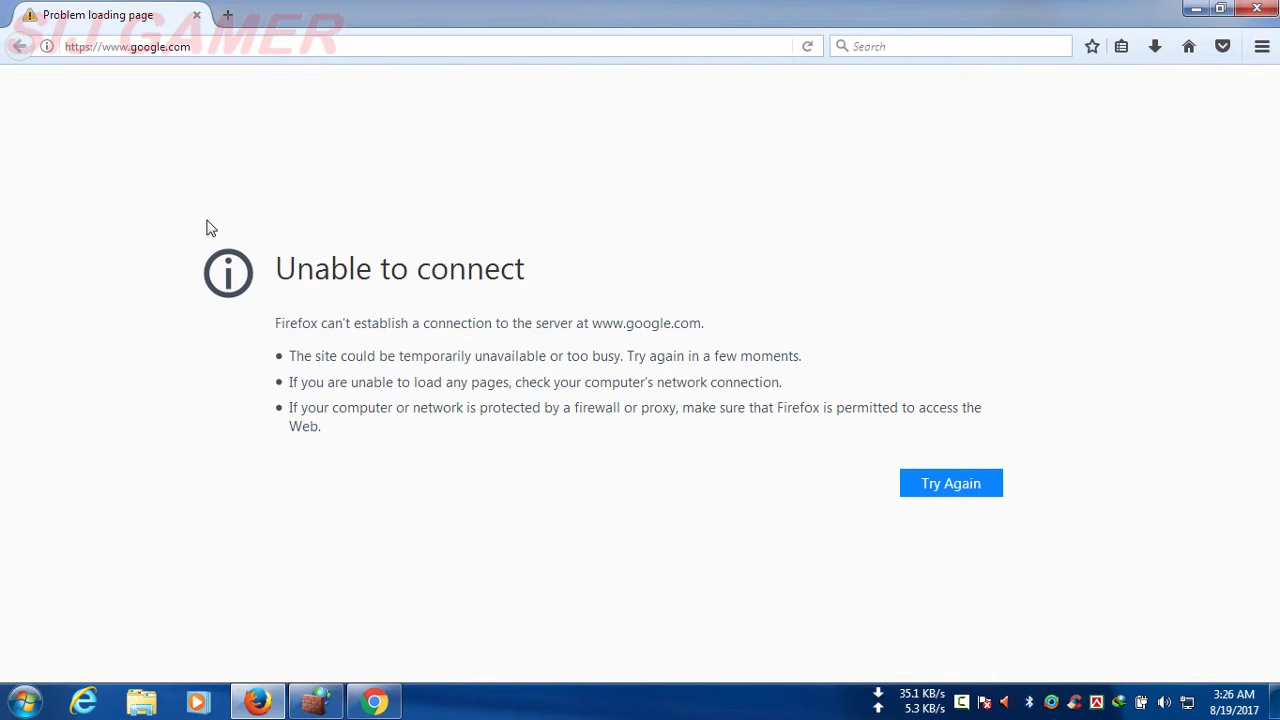 Problem loading page
SIJ GAMER
https://www.google.com
Search
Unable to connect
Firefox can't establish a connection to the server at www.google.com.
The site could be temporarily unavailable or too busy. Try again in a few moments.
If you are unable to load any pages, check your computer's network connection.
If your computer or network is protected by a firewall or proxy, make sure that Firefox is permitted to access the
Web.
Try Again
35.1 KB/s
5.3 KB/s
3:26 AM
8/19/2017